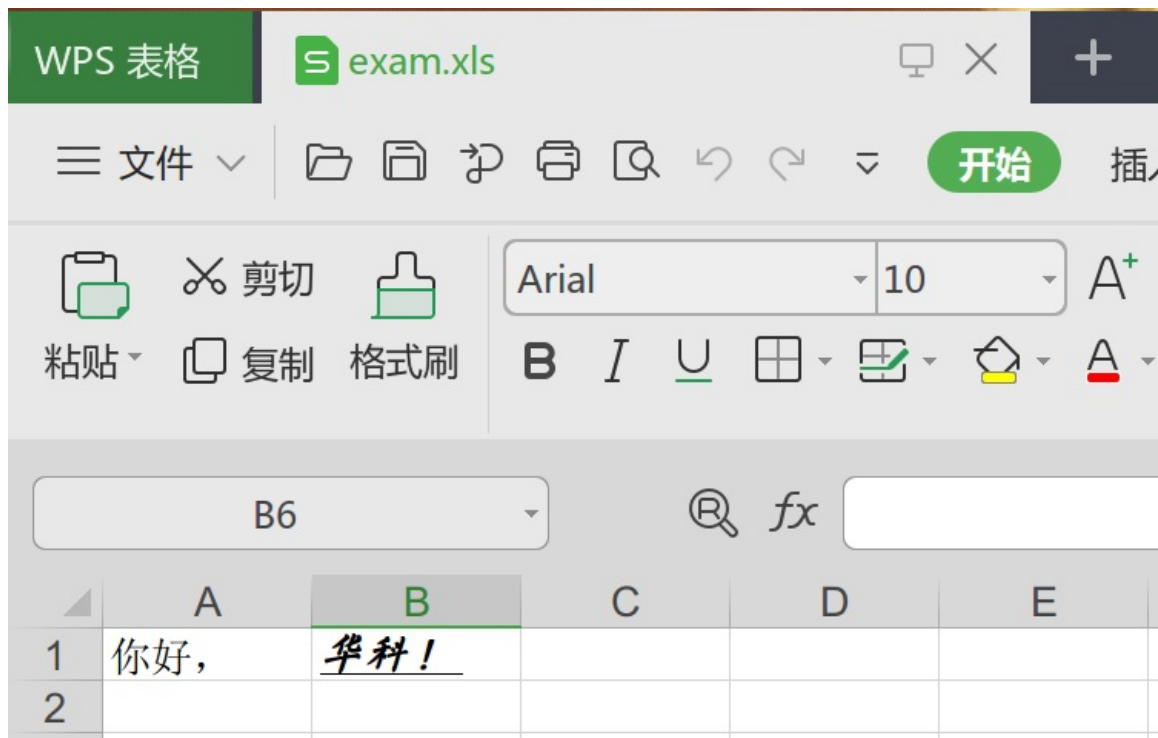 WPS 表格 exam.xls
文件 开始
剪切 Arial 10 A+
粘贴 复制 格式刷 B I U A
B6 fx
A B C D E
1 你好， 华科！
2